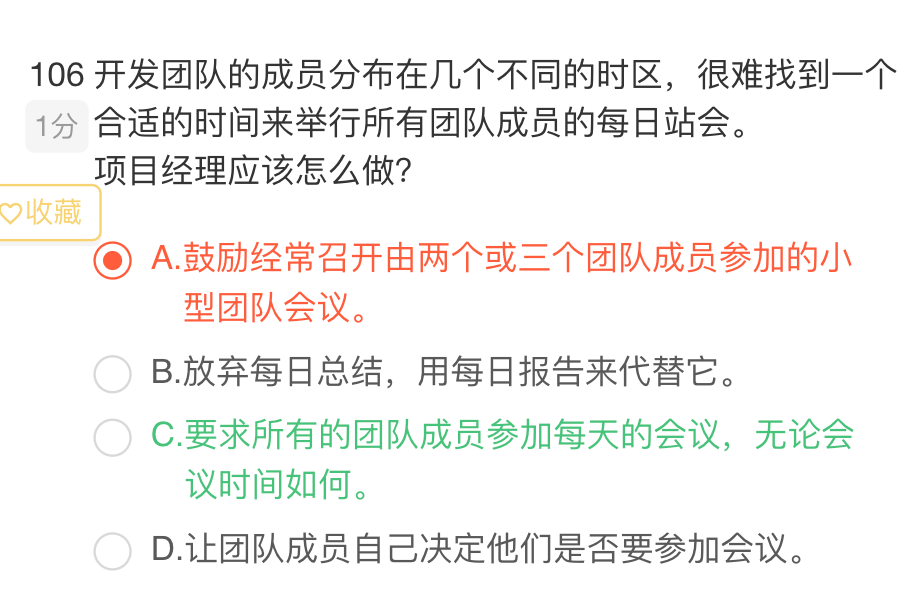 106 开发团队的成员分布在几个不同的时区，很难找到一个
1分 合适的时间来举行所有团队成员的每日站会。
项目经理应该怎么做？
收藏
A.鼓励经常召开由两个或三个团队成员参加的小
型团队会议。
B.放弃每日总结，用每日报告来代替它。
C.要求所有的团队成员参加每天的会议，无论会
议时间如何。
D.让团队成员自己决定他们是否要参加会议。